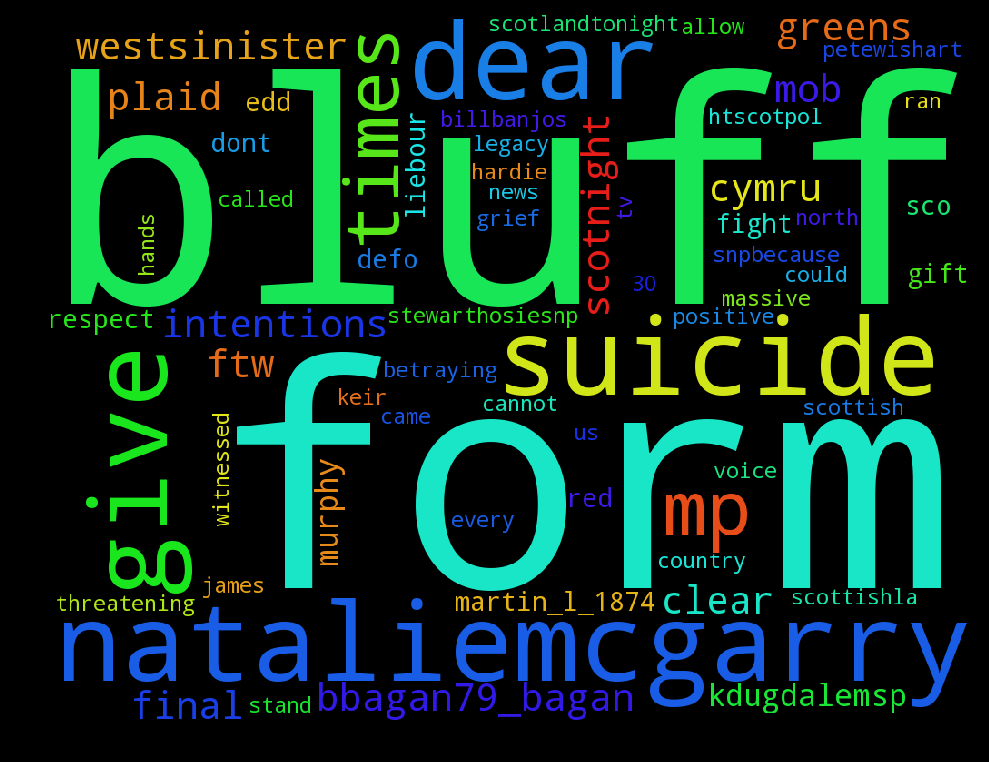 scotlandtonight
allow
greens
westsinister
dear
petewishart
plaid
edd
times
mob
ran
bluff
billbanjos
htscotpol
dont
liebour
legacy
scotnight
hardie
news
cymru
called
grief
tv
fight
north
sco
hands
defo
snpbecause
could
gift
30
massive
respect
intentions
stewarthosiesnp
positive
suicide
give
ftw
betraying
keir
came
cannot
scottish
form
witnessed
us
murphy
voice
red
mp
every
country
james
threatening
martin_l_1874
clear
scottishla
nataliemcgarry
final
stand
bbagan79_bagan
kdugdalemsp